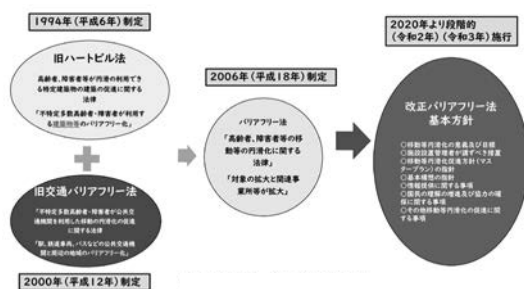 1994年（平成6年）制定
旧ハートビル法
高齢者、障害者等が円滑の利用でき
る特定建築物の建築の促進に関する
法律
「不特定多数高齢者・障害者が利用す
る建築物等のバリアフリー化」
旧交通バリアフリー法
「不特定多数高齢者・障害者が公共交
通機関を利用した移動の円滑化の促進
に関する法律
「駅、鉄道車両、バスなどの公共交通機
関と周辺の地域のバリアフリー化」
2000年（平成12年）制定
2006年（平成18年）制定
バリアフリー法
「高齢者、障害者等の移
動等の円滑化に関する
法律」
「対象の拡大と関連事
業所等が拡大」
2020年より段階的
（令和2年）（令和3年）施行
改正バリアフリー法
基本方針
○移動等円滑化の意義及び目標
○施設設置管理者が講ずべき措置
○移動等円滑化促進方針（マス
タープラン）の指針
○基本構想の指針
○情報提供に関する事項
○国民の理解の増進及び協力の確
保に関する事項
○その他移動等円滑化の促進に関
する事項